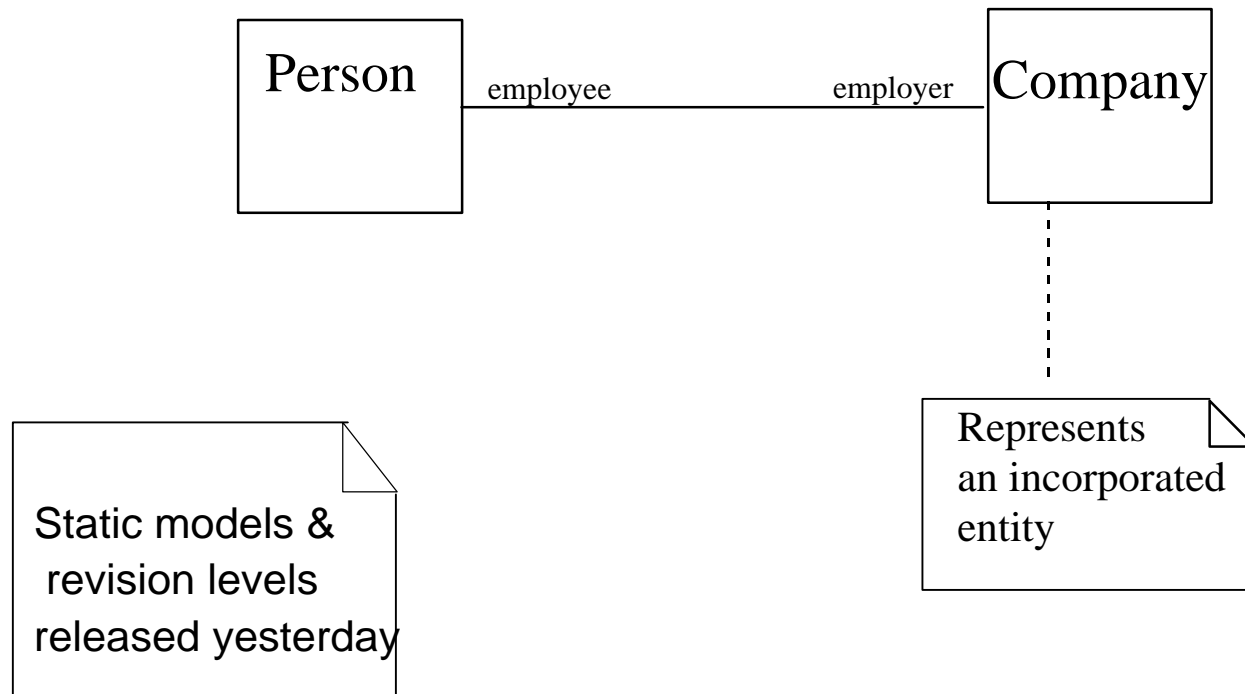 Person
employee
employer
Company
Represents
an incorporated
entity
Static models &
revision levels
released yesterday